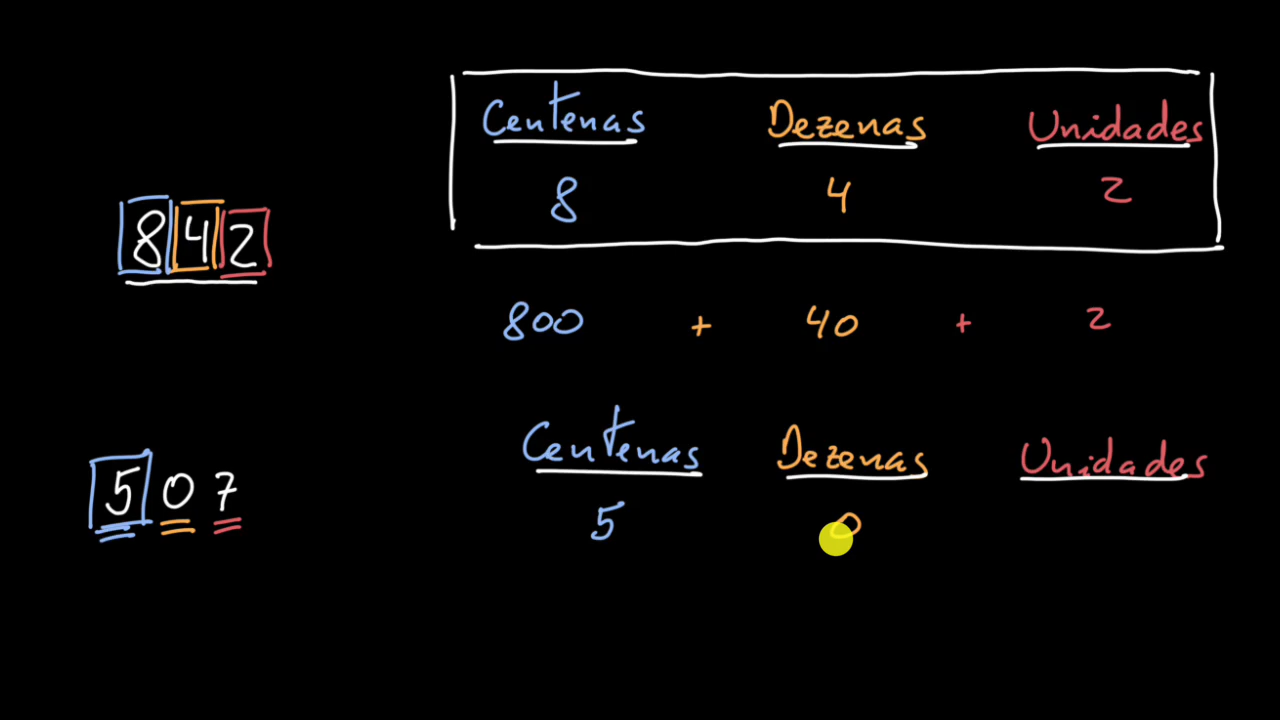 Centenas Dezenas Unidades
8 4 2
842
800 + 40 + 2
Centenas Dezenas Unidades
507
5 0